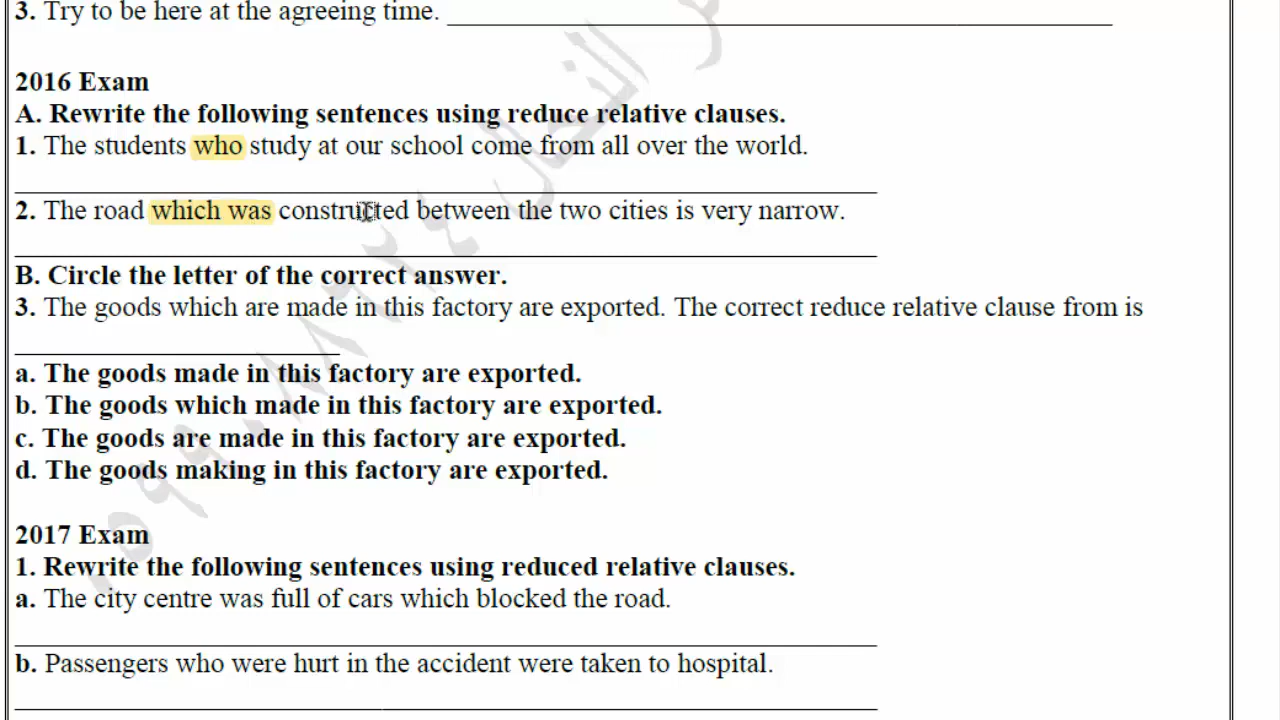 3. Try to be here at the agreeing time. ____________________
2016 Exam
A. Rewrite the following sentences using reduce relative clauses.
1. The students who study at our school come from all over the world.
2. The road which was constructed between the two cities is very narrow.
B. Circle the letter of the correct answer.
3. The goods which are made in this factory are exported. The correct reduce relative clause from is
____________________
a. The goods made in this factory are exported.
b. The goods which made in this factory are exported.
c. The goods are made in this factory are exported.
d. The goods making in this factory are exported.
2017 Exam
1. Rewrite the following sentences using reduced relative clauses.
a. The city centre was full of cars which blocked the road.
b. Passengers who were hurt in the accident were taken to hospital.